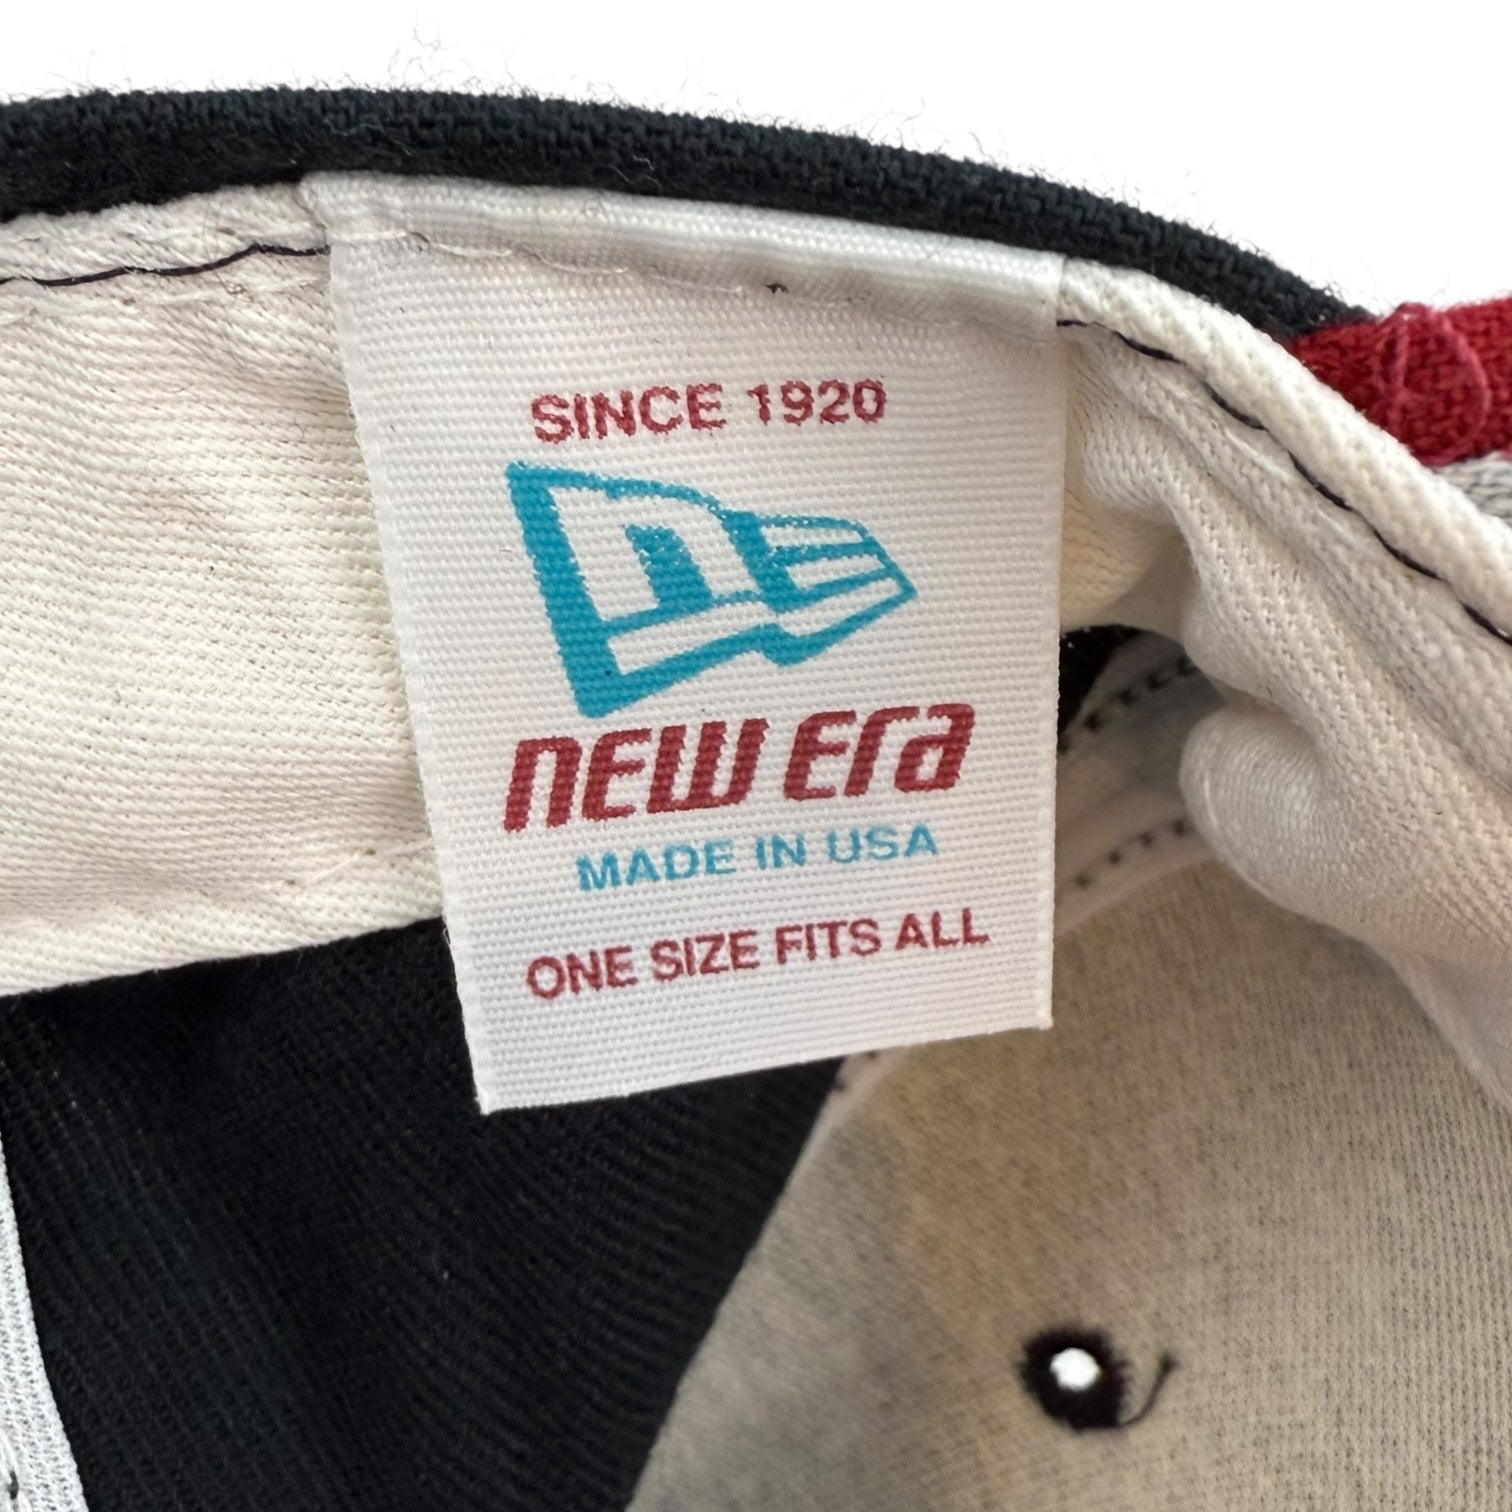 SINCE 1920
new era
MADE IN USA
ONE SIZE FITS ALL